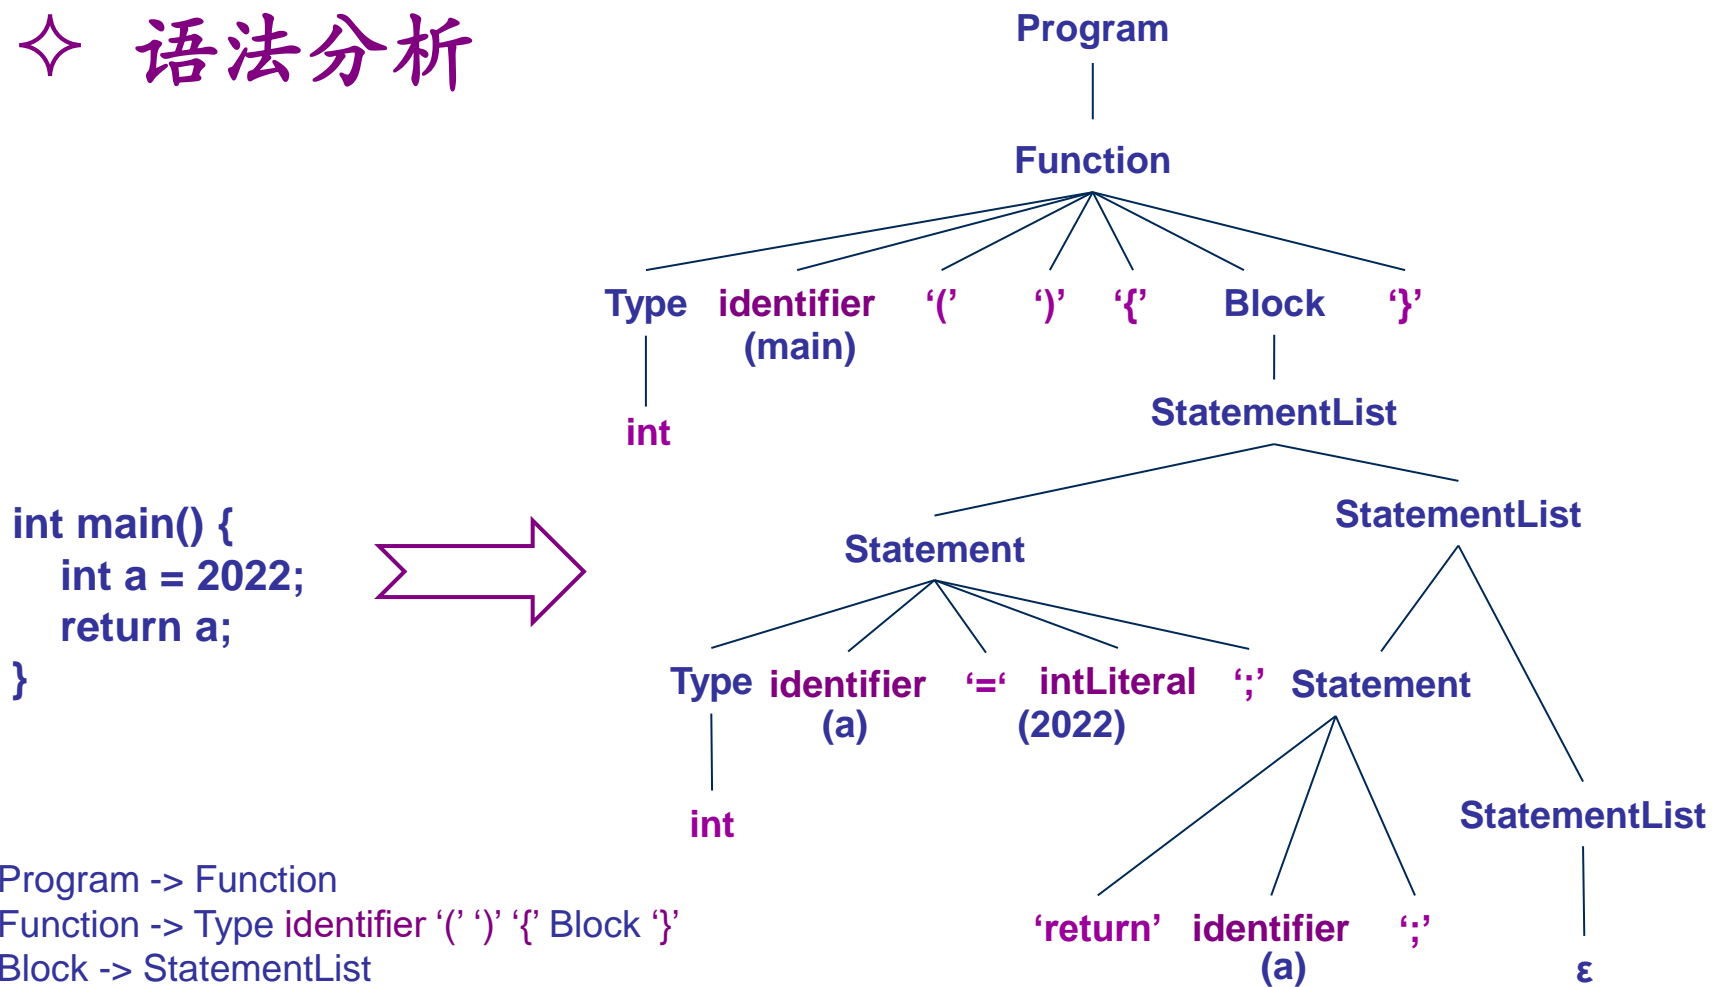 语法分析
Program
Function
Type identifier ‘(’ ‘)’ ‘{’ Block ‘}’
(main)
int
StatementList
StatementList
Statement
int main() {
int a = 2022;
return a;
}
Type identifier ‘=‘ intLiteral ‘;’ Statement
(a) (2022)
int
StatementList
‘return’ identifier ‘;’
(a)
ε
Program -> Function
Function -> Type identifier ‘(’ ‘)’ ‘{’ Block ‘}’
Block -> StatementList